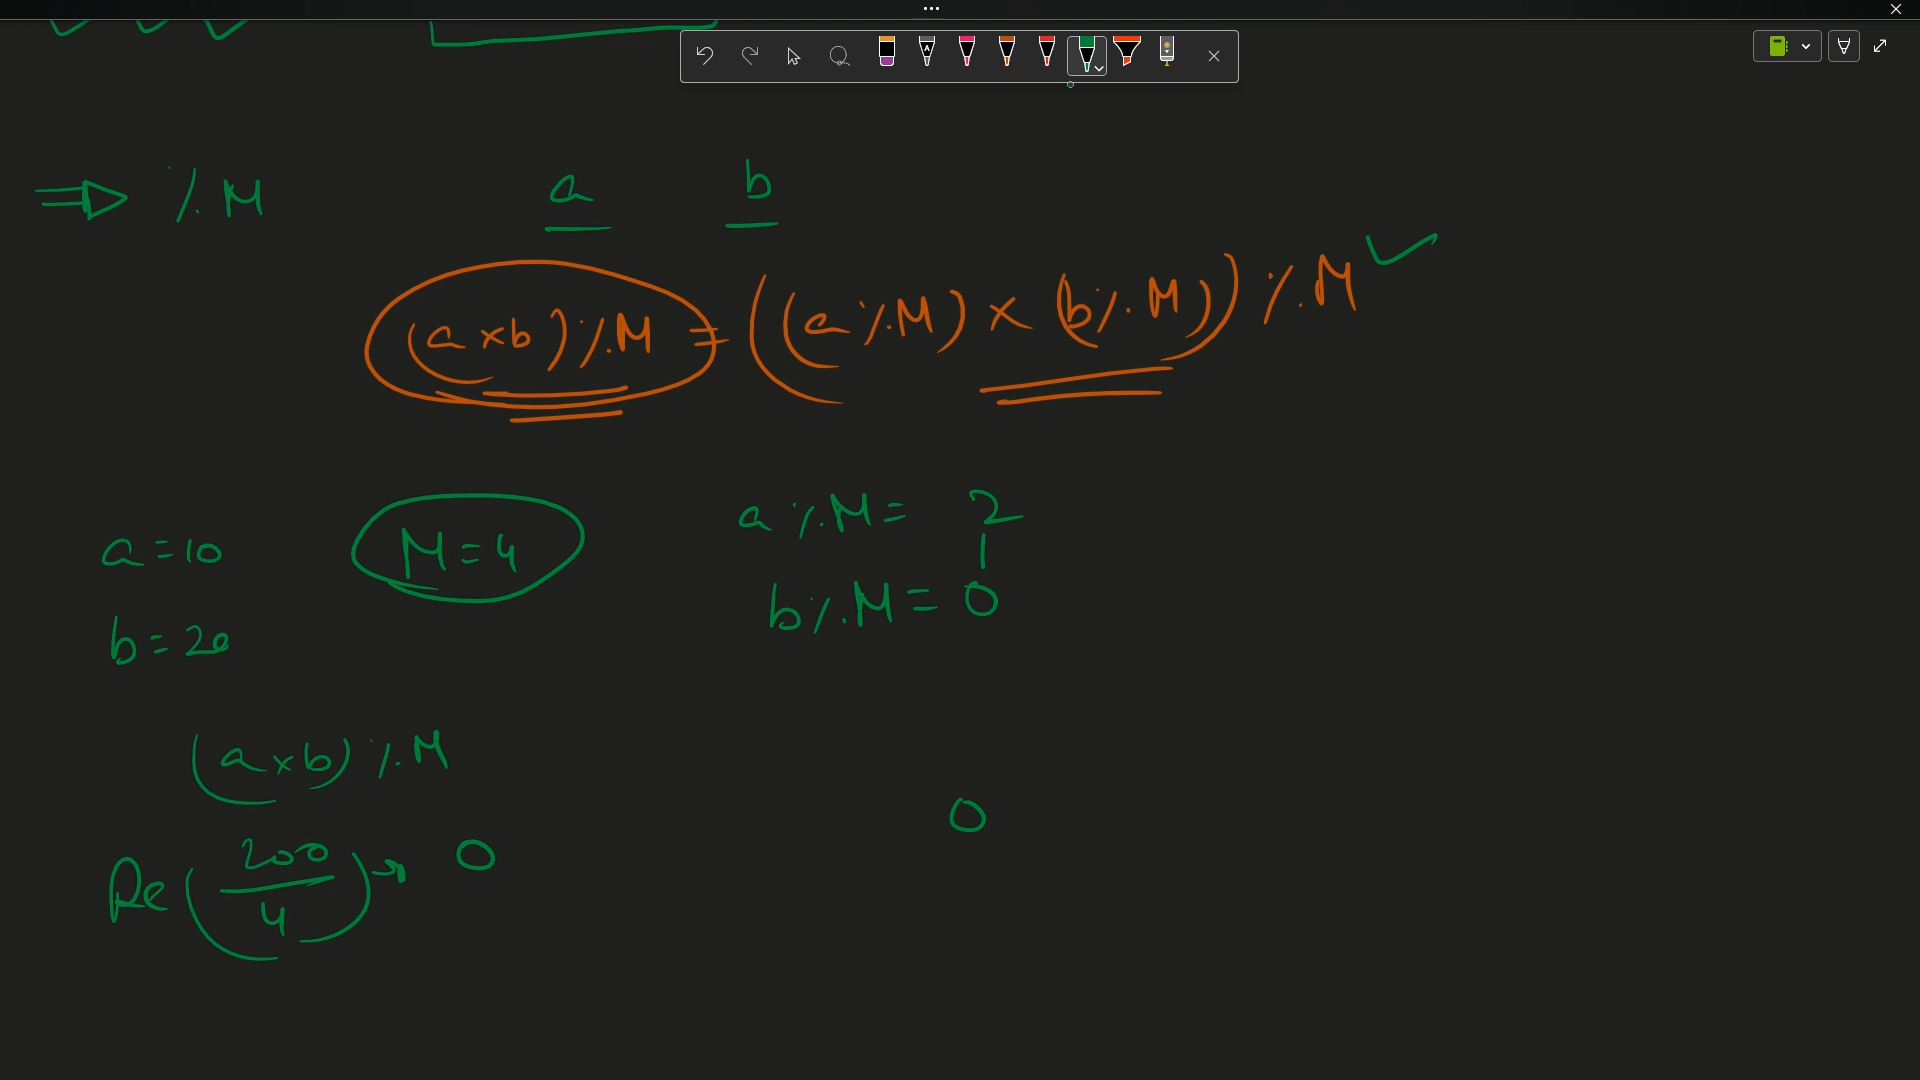 % M a b
(a×b) % M = ((a % M) × (b % M)) % M
a = 10 M = 4 a % M = 2
b = 20 b % M = 0
(a×b) % M
Re (200/4) → 0 0